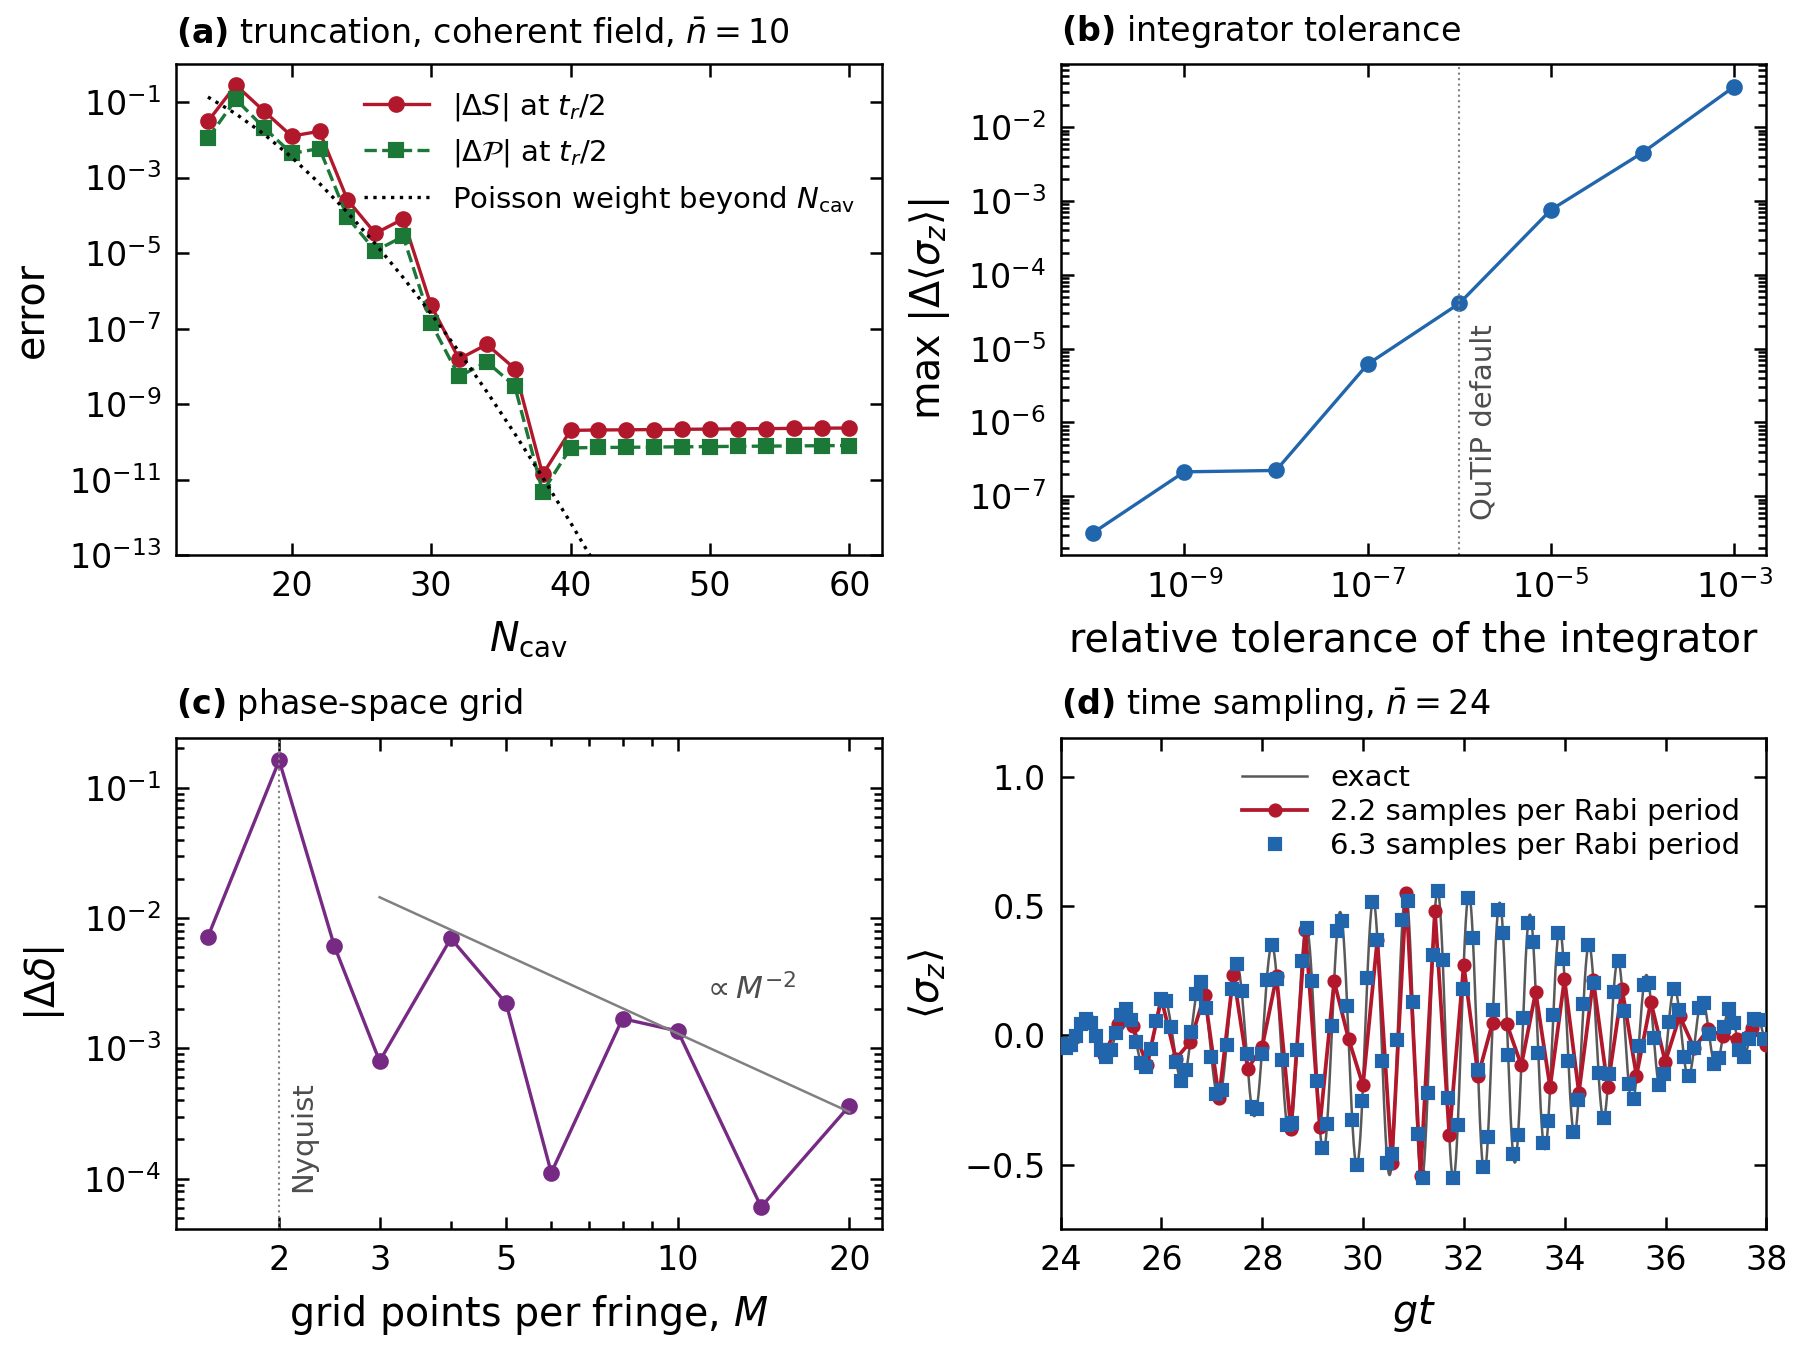 (a) truncation, coherent field, n̄ = 10
error
10⁻¹
10⁻³
10⁻⁵
10⁻⁷
10⁻⁹
10⁻¹¹
10⁻¹³
|ΔS| at tᵣ/2
|Δ𝒫| at tᵣ/2
Poisson weight beyond N_cav
20 30 40 50 60
N_cav
(b) integrator tolerance
max |Δ⟨σ_z⟩|
10⁻²
10⁻³
10⁻⁴
10⁻⁵
10⁻⁶
10⁻⁷
QuTiP default
10⁻⁹ 10⁻⁷ 10⁻⁵ 10⁻³
relative tolerance of the integrator
(c) phase-space grid
|Δδ|
10⁻¹
10⁻²
10⁻³
10⁻⁴
Nyquist
∝ M⁻²
2 3 5 10 20
grid points per fringe, M
(d) time sampling, n̄ = 24
⟨σ_z⟩
1.0
0.5
0.0
−0.5
exact
2.2 samples per Rabi period
6.3 samples per Rabi period
24 26 28 30 32 34 36 38
gt